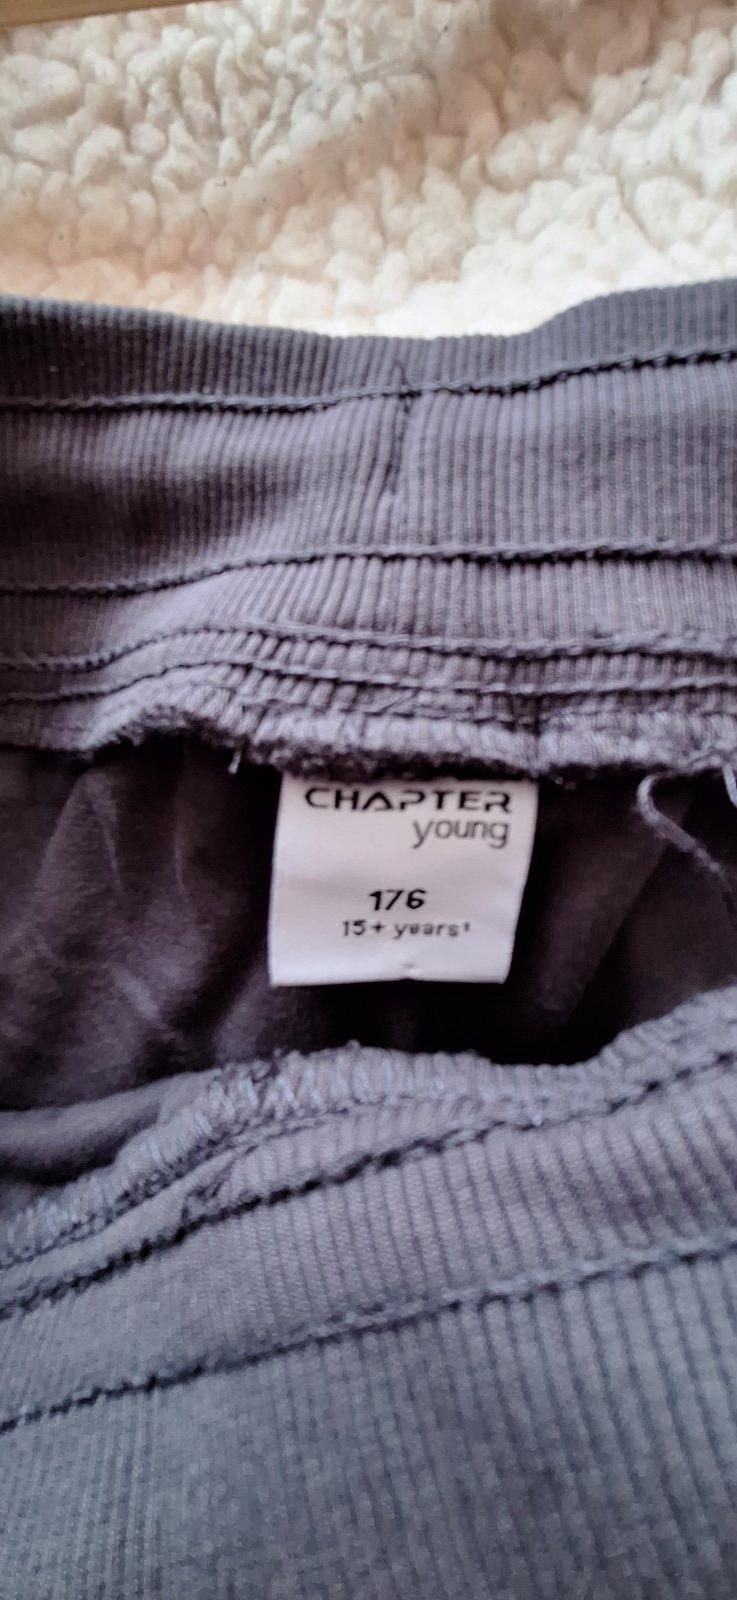 CHAPTER
young
176
15+ years¹